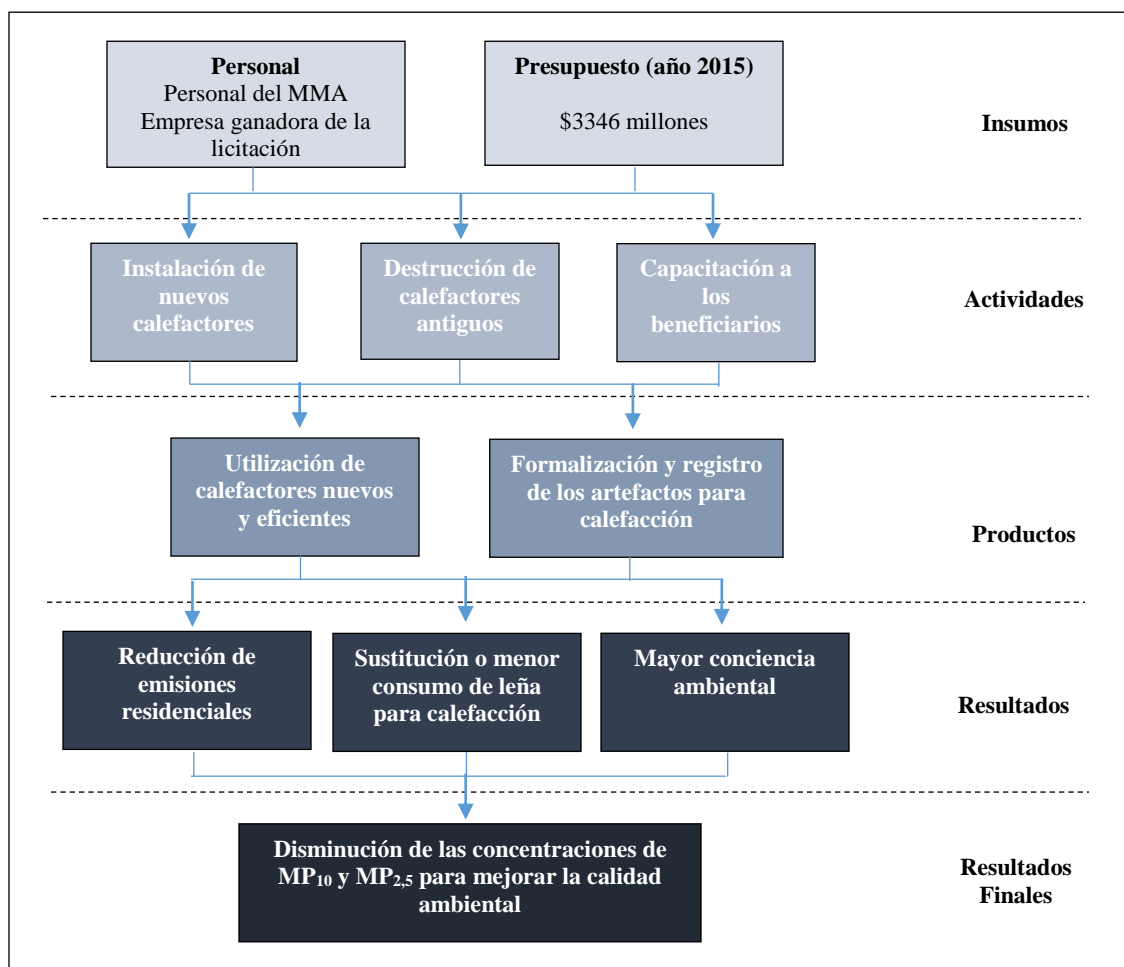 Personal
Personal del MMA
Empresa ganadora de la
licitación
Presupuesto (año 2015)
$3346 millones
Insumos
Instalación de
nuevos
calefactores
Destrucción de
calefactores
antiguos
Capacitación a
los
beneficiarios
Actividades
Utilización de
calefactores nuevos
y eficientes
Formalización y registro
de los artefactos para
calefacción
Productos
Reducción de
emisiones
residenciales
Sustitución o menor
consumo de leña
para calefacción
Mayor conciencia
ambiental
Resultados
Disminución de las concentraciones de
MP₁₀ y MP₂,₅ para mejorar la calidad
ambiental
Resultados
Finales